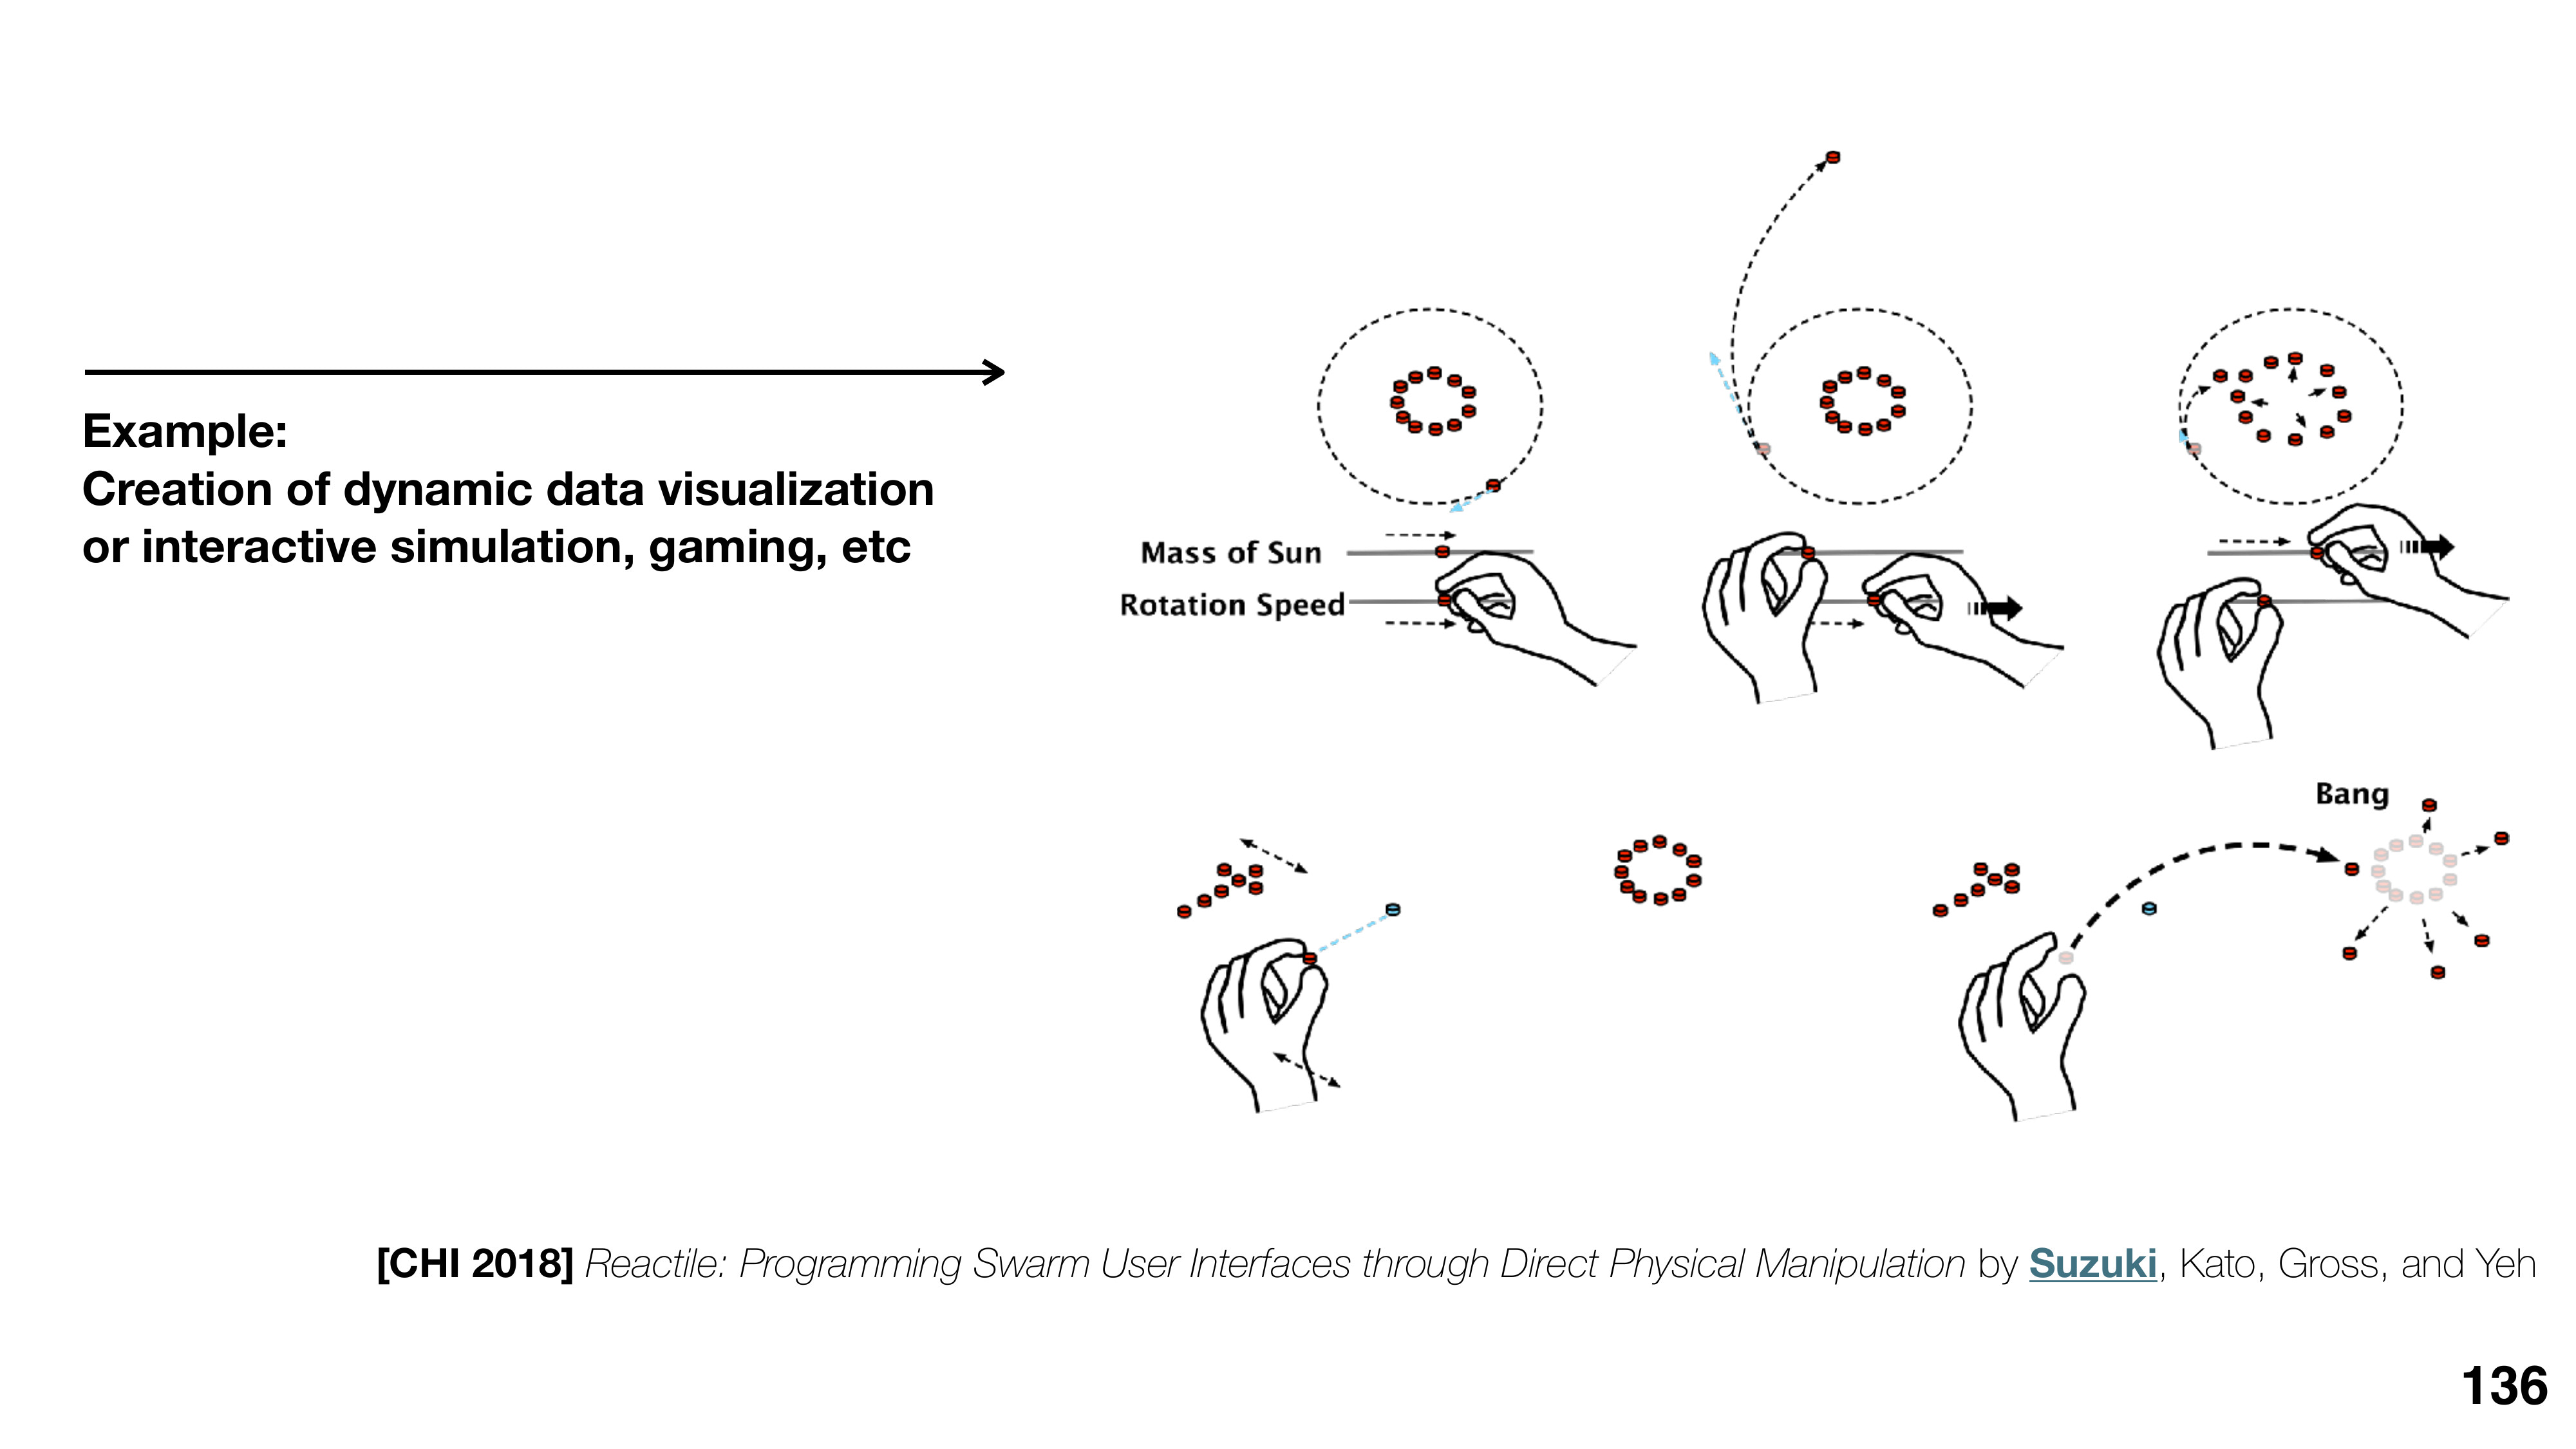 Example:
Creation of dynamic data visualization
or interactive simulation, gaming, etc
Mass of Sun
Rotation Speed
Bang
[CHI 2018] Reactile: Programming Swarm User Interfaces through Direct Physical Manipulation by Suzuki, Kato, Gross, and Yeh
136